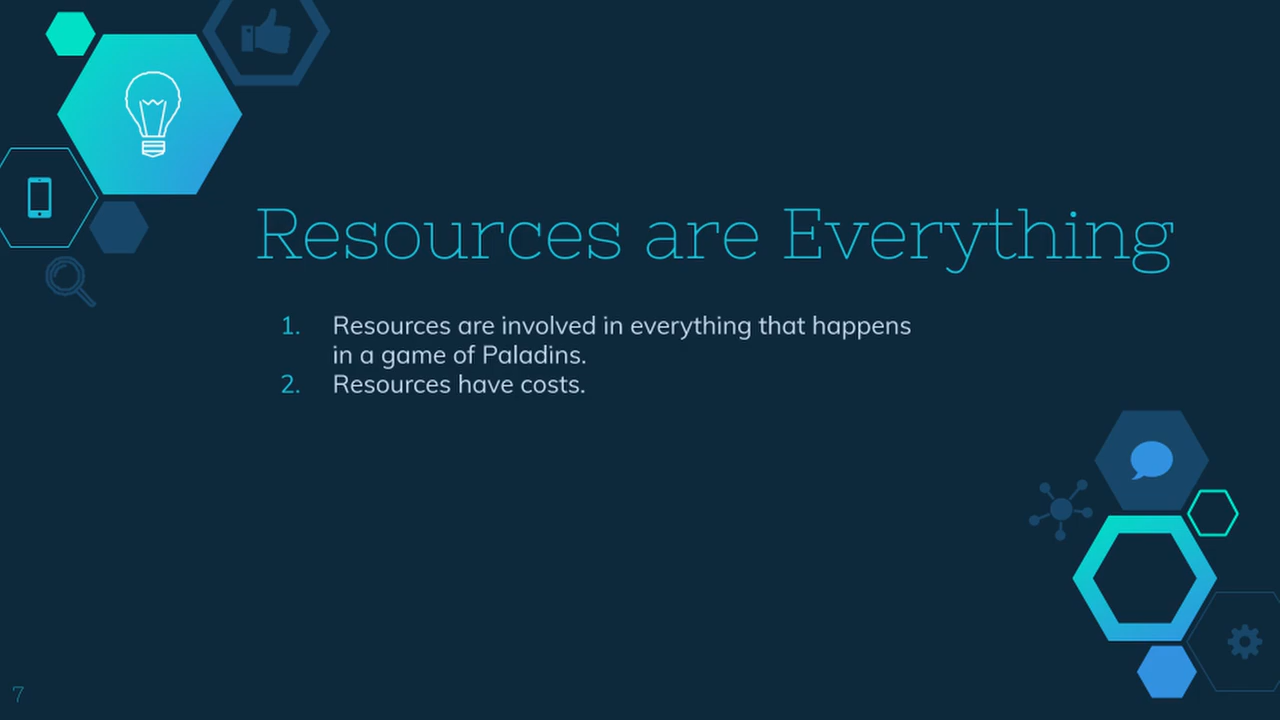 Resources are Everything
1. Resources are involved in everything that happens
in a game of Paladins.
2. Resources have costs.
7